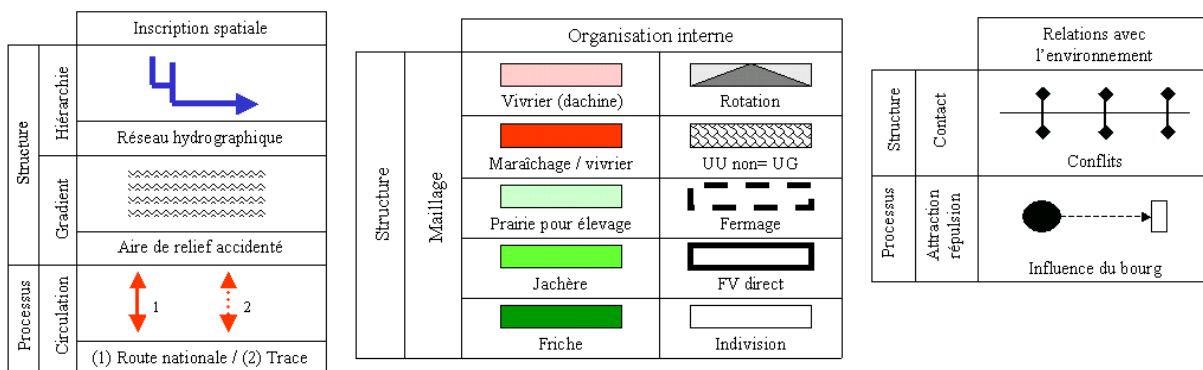 Inscription spatiale
Structure
Hiérarchie
Réseau hydrographique
Gradient
Aire de relief accidenté
Processus
Circulation
1
2
(1) Route nationale / (2) Trace
Organisation interne
Structure
Maillage
Vivrier (dachine)
Rotation
Maraîchage / vivrier
UU non= UG
Prairie pour élevage
Fermage
Jachère
FV direct
Friche
Indivision
Relations avec
l'environnement
Structure
Contact
Conflits
Processus
Attraction
répulsion
Influence du bourg